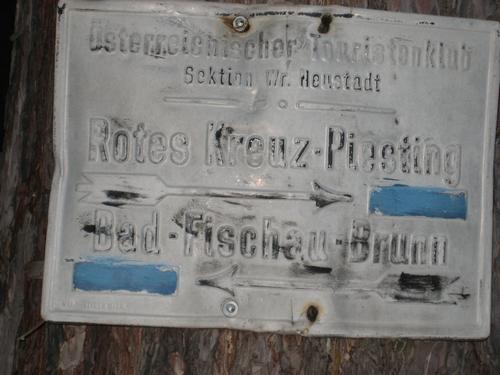 Österreichischer Touristenklub
Sektion Wr. Neustadt
Rotes Kreuz-Piesting
Bad-Fischau-Brunn